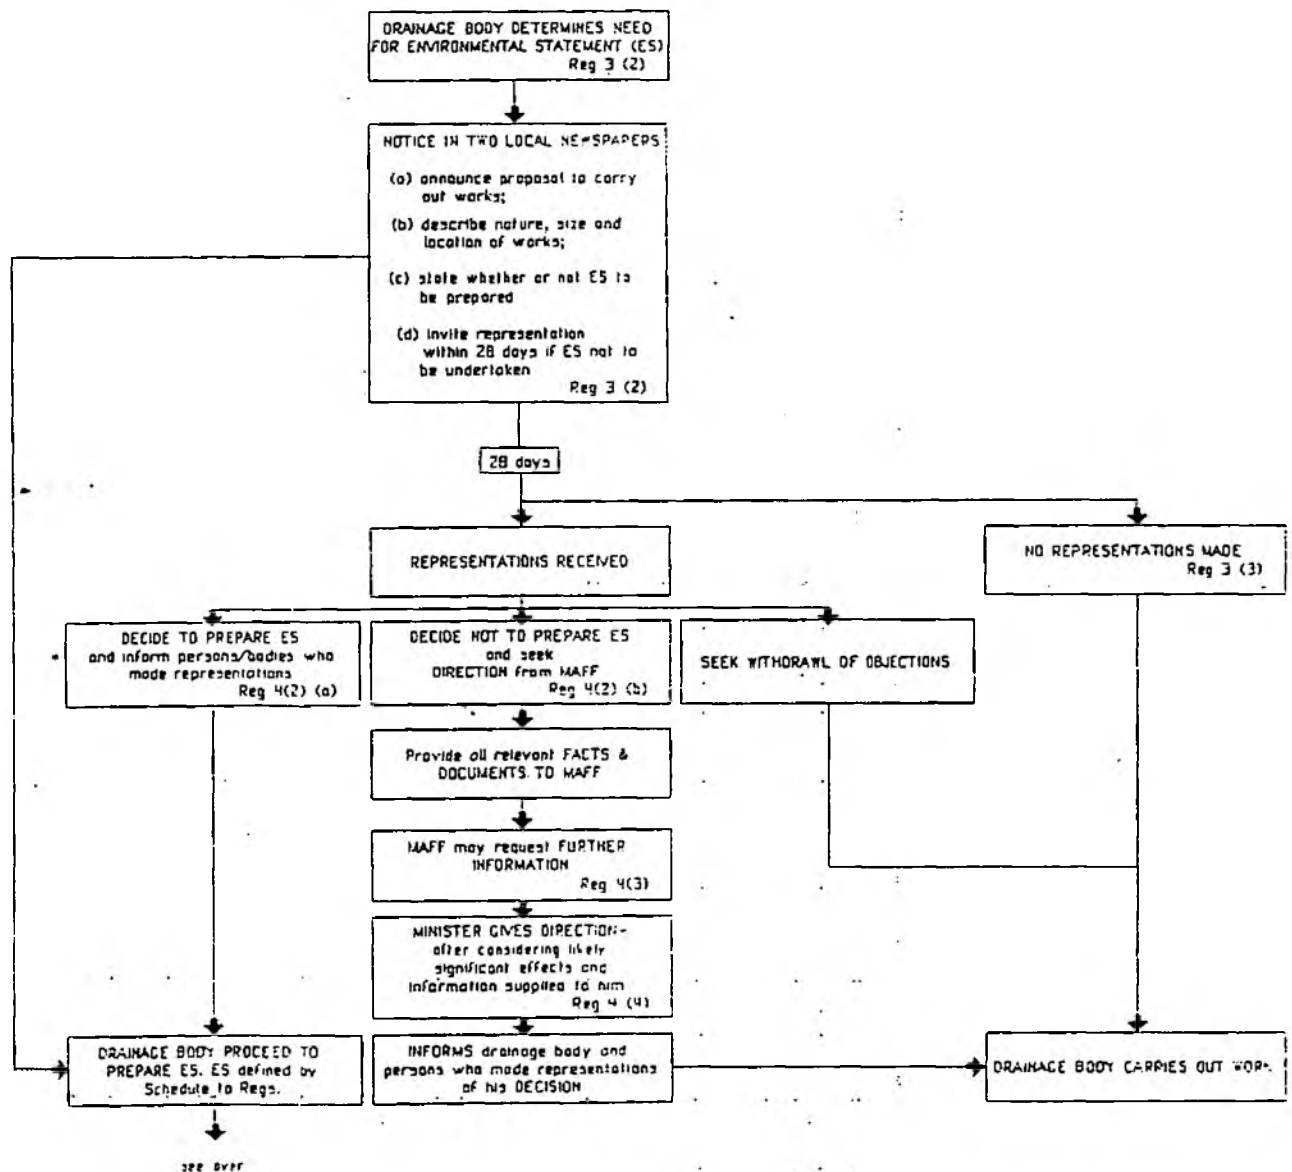 DRAINAGE BODY DETERMINES NEED
FOR ENVIRONMENTAL STATEMENT (ES)
Reg 3 (2)
NOTICE IN TWO LOCAL NEWSPAPERS
(a) announce proposal to carry
out works;
(b) describe nature, size and
location of works;
(c) state whether or not ES to
be prepared
(d) invite representation
within 28 days if ES not to
be undertaken
Reg 3 (2)
28 days
REPRESENTATIONS RECEIVED
NO REPRESENTATIONS MADE
Reg 3 (3)
DECIDE TO PREPARE ES
and inform persons/bodies who
made representations
Reg 4(2) (a)
DECIDE NOT TO PREPARE ES
and seek
DIRECTION from MAFF
Reg 4(2) (b)
SEEK WITHDRAWL OF OBJECTIONS
Provide all relevant FACTS &
DOCUMENTS. TO MAFF
MAFF may request FURTHER
INFORMATION
Reg 4(3)
MINISTER GIVES DIRECTION-
after considering likely
significant effects and
information supplied to him
Reg 4 (4)
DRAINAGE BODY PROCEED TO
PREPARE ES. ES defined by
Schedule to Regs.
INFORMS drainage body and
persons who made representations
of his DECISION
DRAINAGE BODY CARRIES OUT WORK
see over